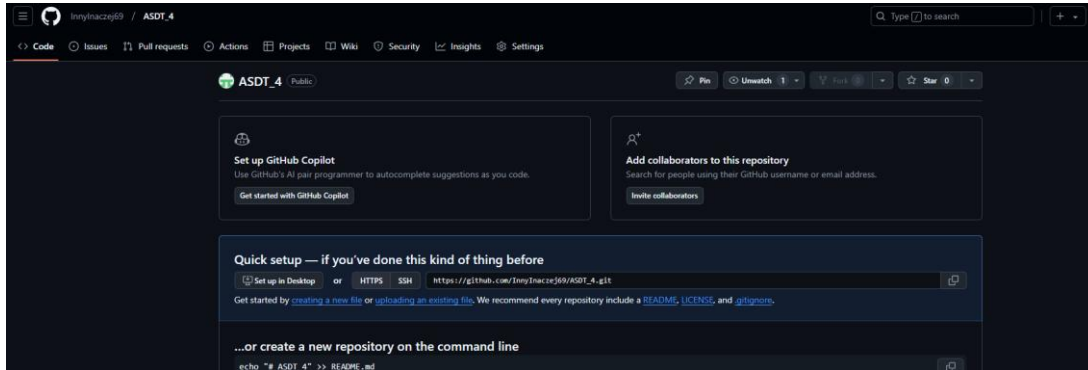 InnyInaczej69 / ASDT_4
Type / to search
Code Issues Pull requests Actions Projects Wiki Security Insights Settings
ASDT_4 Public
Pin Unwatch 1 Fork 0 Star 0
Set up GitHub Copilot
Use GitHub's AI pair programmer to autocomplete suggestions as you code.
Get started with GitHub Copilot
Add collaborators to this repository
Search for people using their GitHub username or email address.
Invite collaborators
Quick setup — if you've done this kind of thing before
Set up in Desktop or HTTPS SSH https://github.com/InnyInaczej69/ASDT_4.git
Get started by creating a new file or uploading an existing file. We recommend every repository include a README, LICENSE, and .gitignore.
...or create a new repository on the command line
echo "# ASDT_4" >> README.md